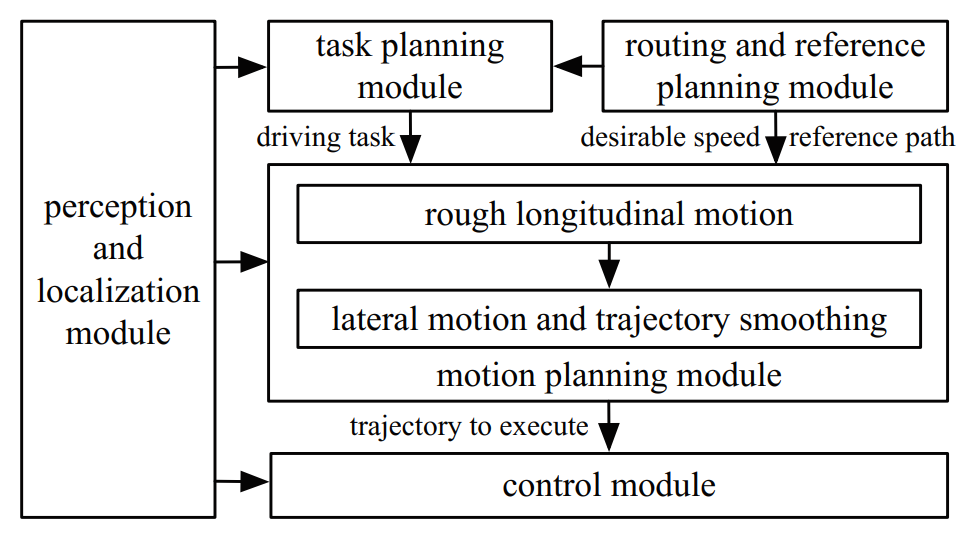 perception
and
localization
module
task planning
module
routing and reference
planning module
driving task
desirable speed
reference path
rough longitudinal motion
lateral motion and trajectory smoothing
motion planning module
trajectory to execute
control module